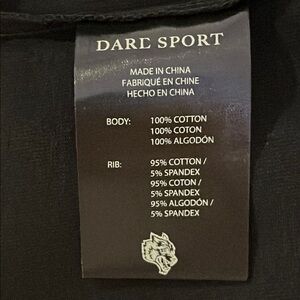 DARE SPORT
MADE IN CHINA
FABRIQUÉ EN CHINE
HECHO EN CHINA
BODY: 100% COTTON
100% COTON
100% ALGODÓN
RIB: 95% COTTON /
5% SPANDEX
95% COTON /
5% SPANDEX
95% ALGODÓN /
5% SPANDEX